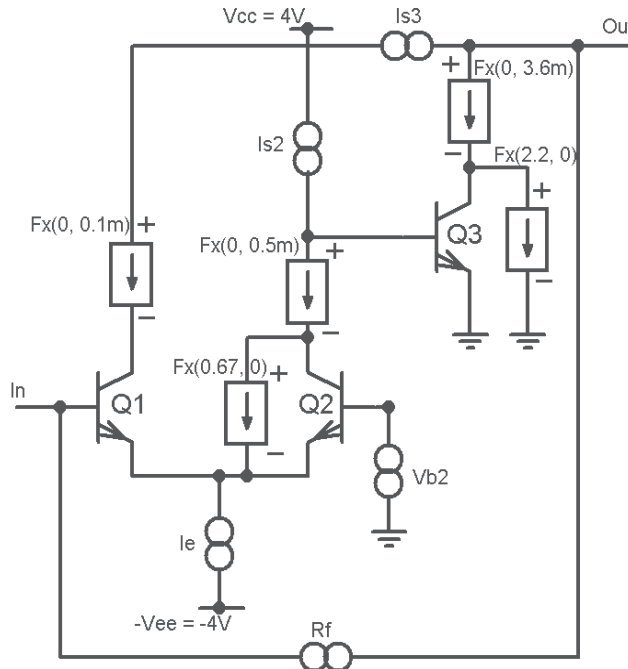 Vcc = 4V
Is3
Ou
Fx(0, 3.6m)
+
Is2
−
Fx(2.2, 0)
+
Fx(0, 0.1m)
+
Fx(0, 0.5m)
+
Q3
−
−
−
Fx(0.67, 0)
+
In
Q1
Q2
−
Vb2
Ie
-Vee = -4V
Rf